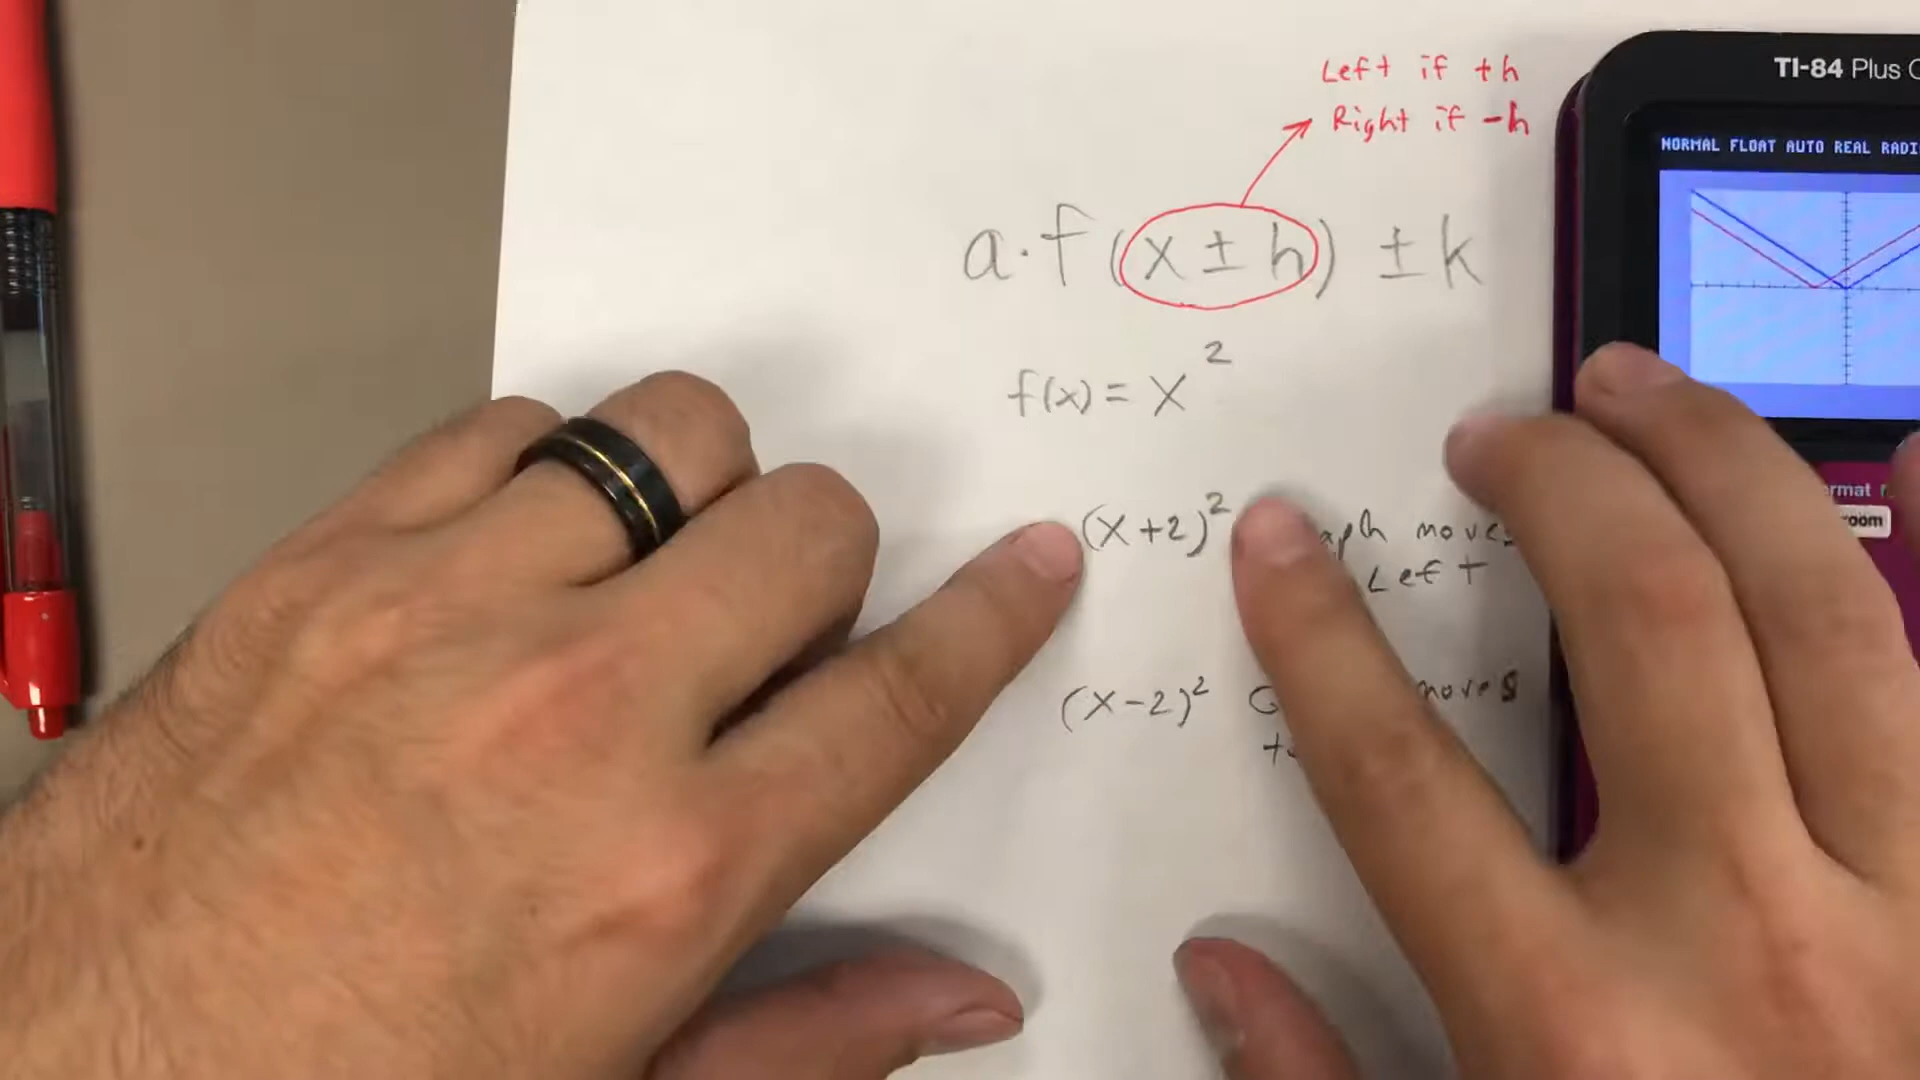 Left if +h
Right if -h
TI-84 Plus
NORMAL FLOAT AUTO REAL
a·f(x ± h) ± k
f(x) = x²
(x+2)² moves
Left
(x-2)² moves